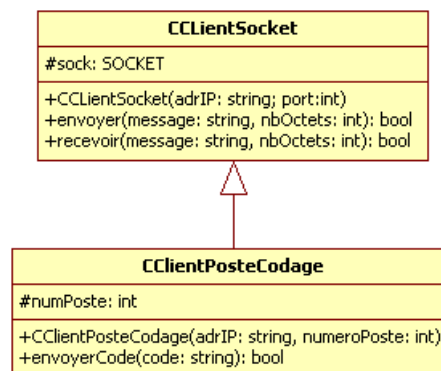 CCLientSocket
#sock: SOCKET
+CCLientSocket(adrIP: string; port:int)
+envoyer(message: string, nbOctets: int): bool
+recevoir(message: string, nbOctets: int): bool
CClientPosteCodage
#numPoste: int
+CClientPosteCodage(adrIP: string, numeroPoste: int)
+envoyerCode(code: string): bool